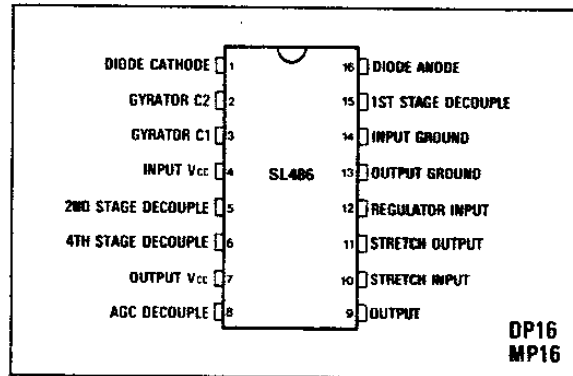 DIODE CATHODE 1
16 DIODE ANODE
GYRATOR C2 2
15 1ST STAGE DECOUPLE
GYRATOR C1 3
14 INPUT GROUND
INPUT Vcc 4
SL486
13 OUTPUT GROUND
2ND STAGE DECOUPLE 5
12 REGULATOR INPUT
4TH STAGE DECOUPLE 6
11 STRETCH OUTPUT
OUTPUT Vcc 7
10 STRETCH INPUT
AGC DECOUPLE 8
9 OUTPUT
DP16
MP16